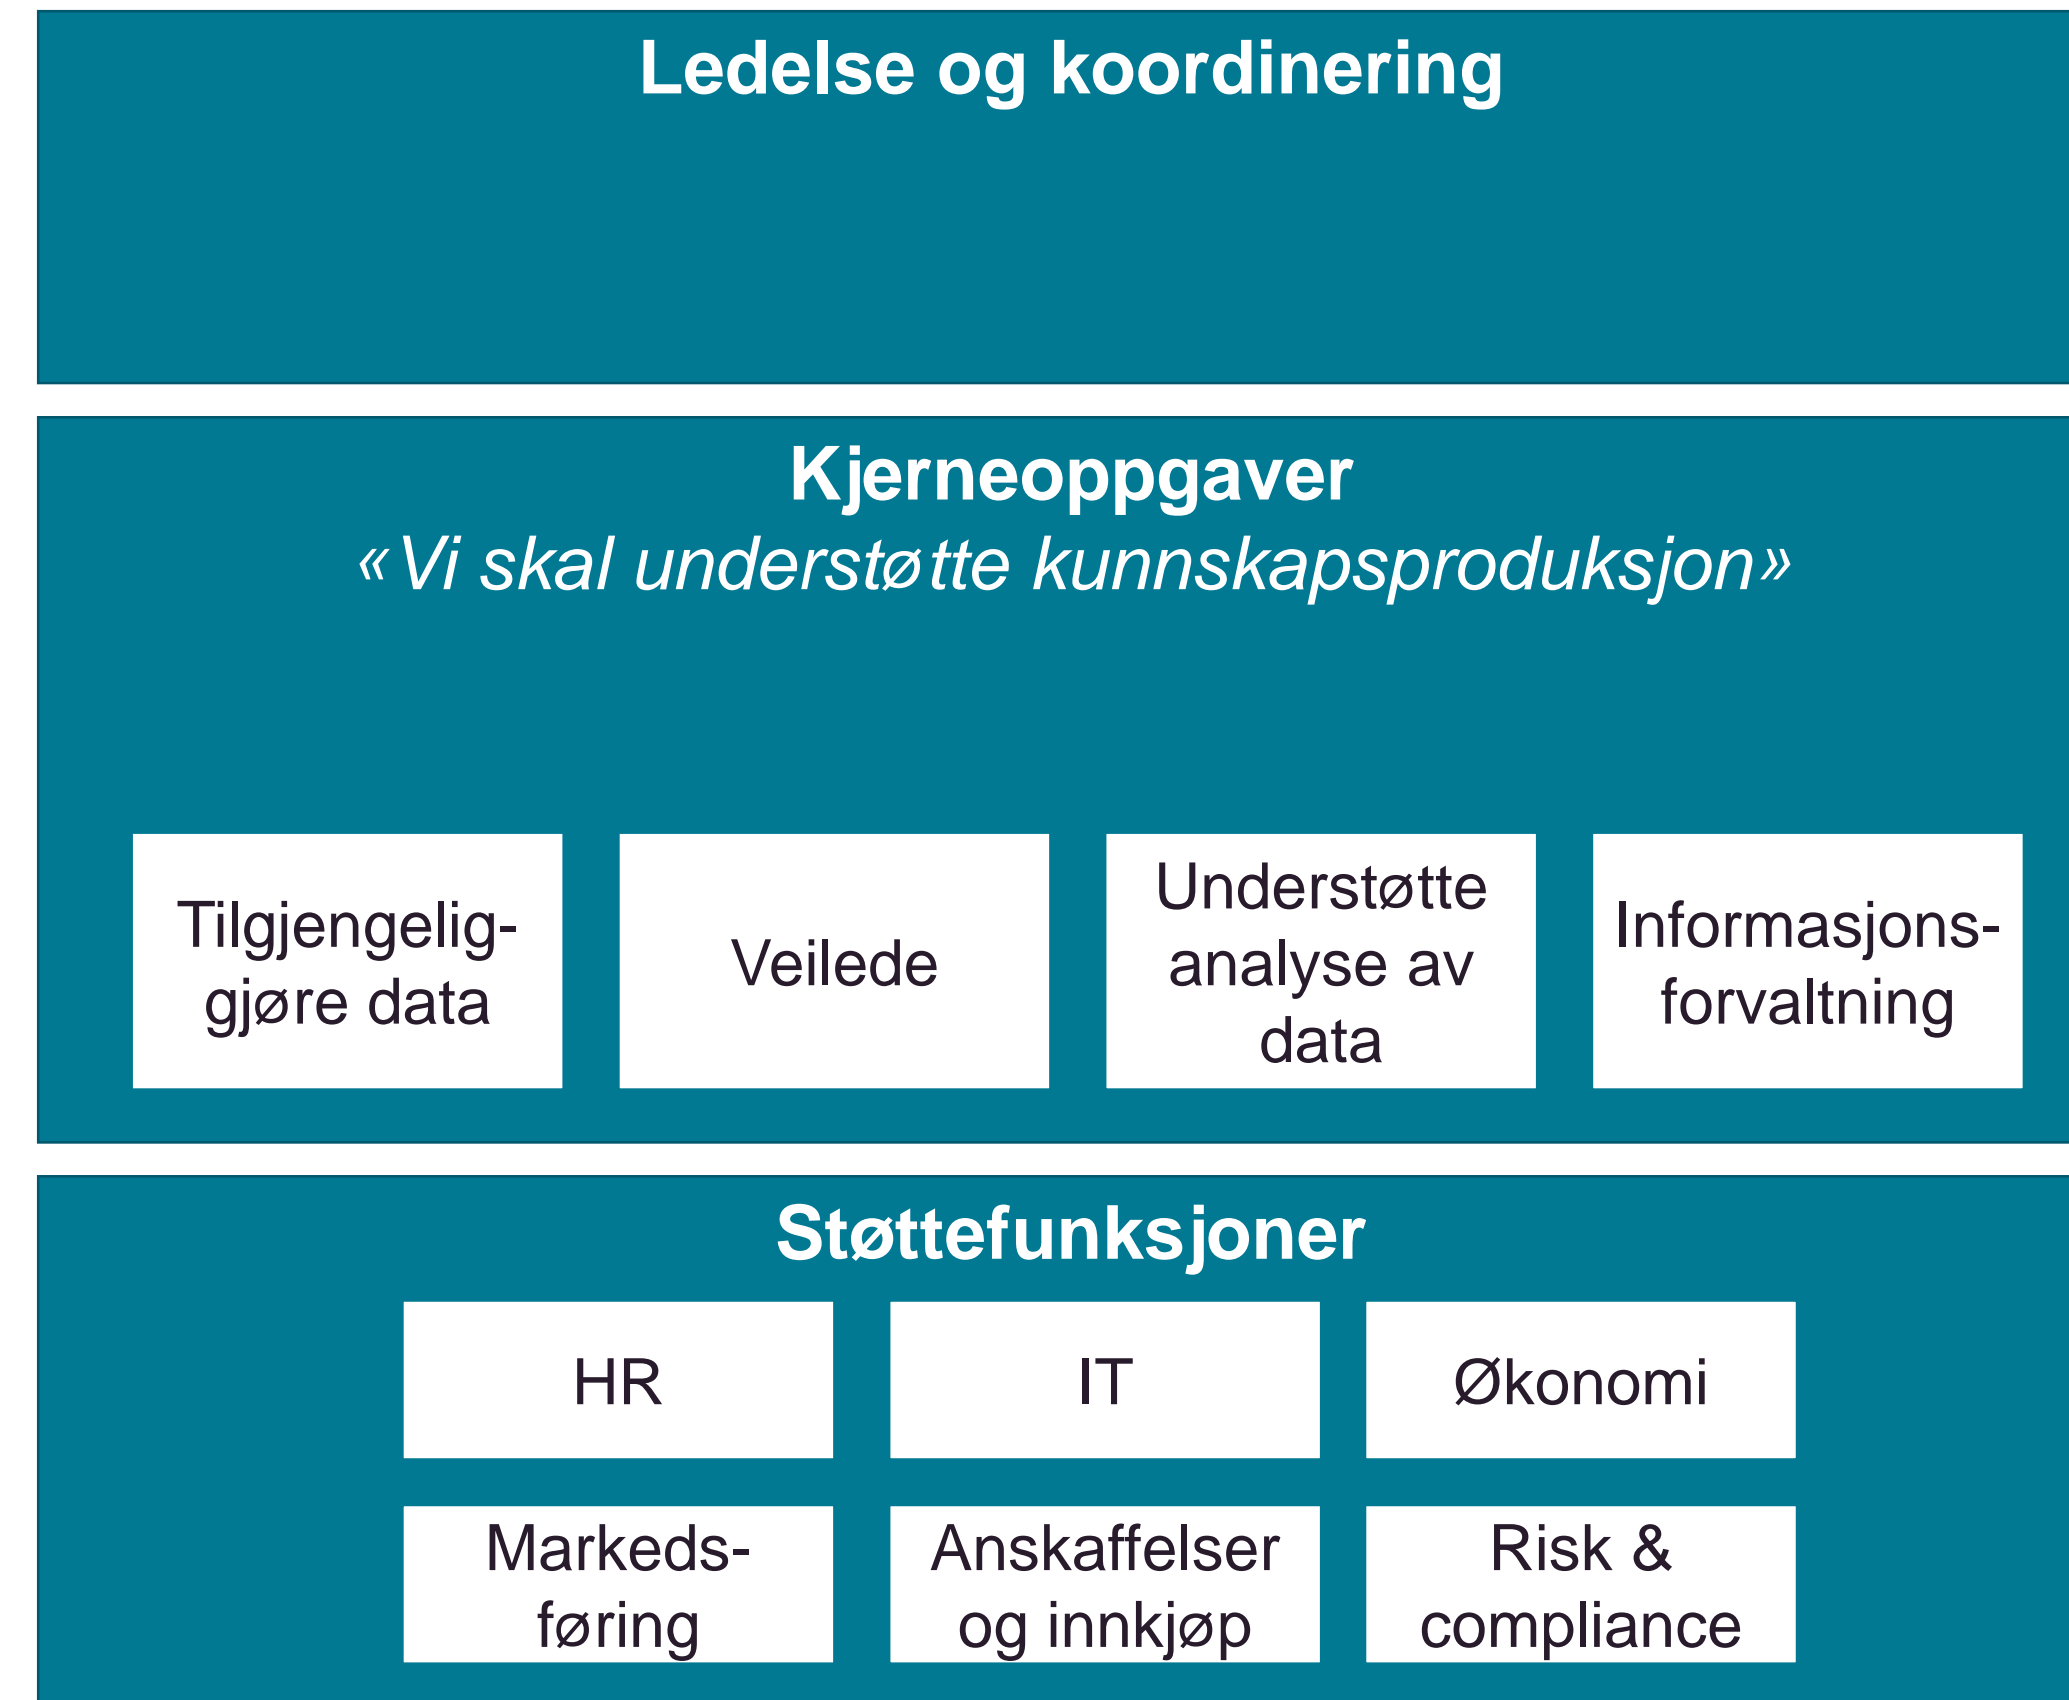 Ledelse og koordinering
Kjerneoppgaver
«Vi skal understøtte kunnskapsproduksjon»
Tilgjengelig-
gjøre data
Veilede
Understøtte
analyse av
data
Informasjons-
forvaltning
Støttefunksjoner
HR
IT
Økonomi
Markeds-
føring
Anskaffelser
og innkjøp
Risk &
compliance